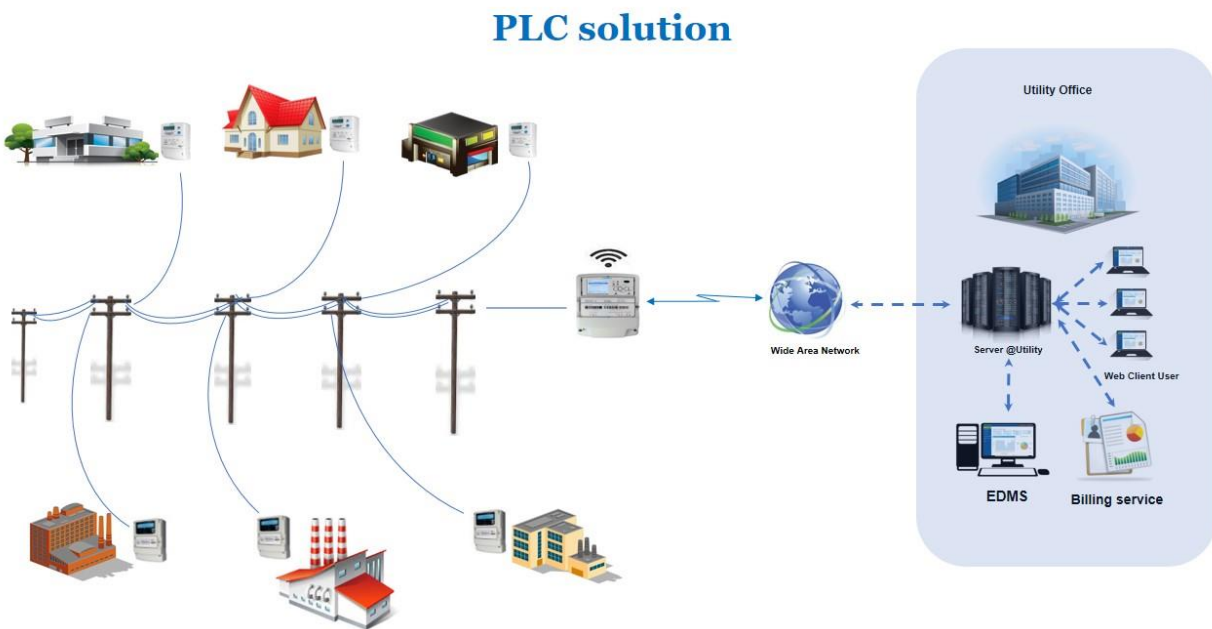 PLC solution
Utility Office
Wide Area Network
Server @Utility
Web Client User
EDMS
Billing service